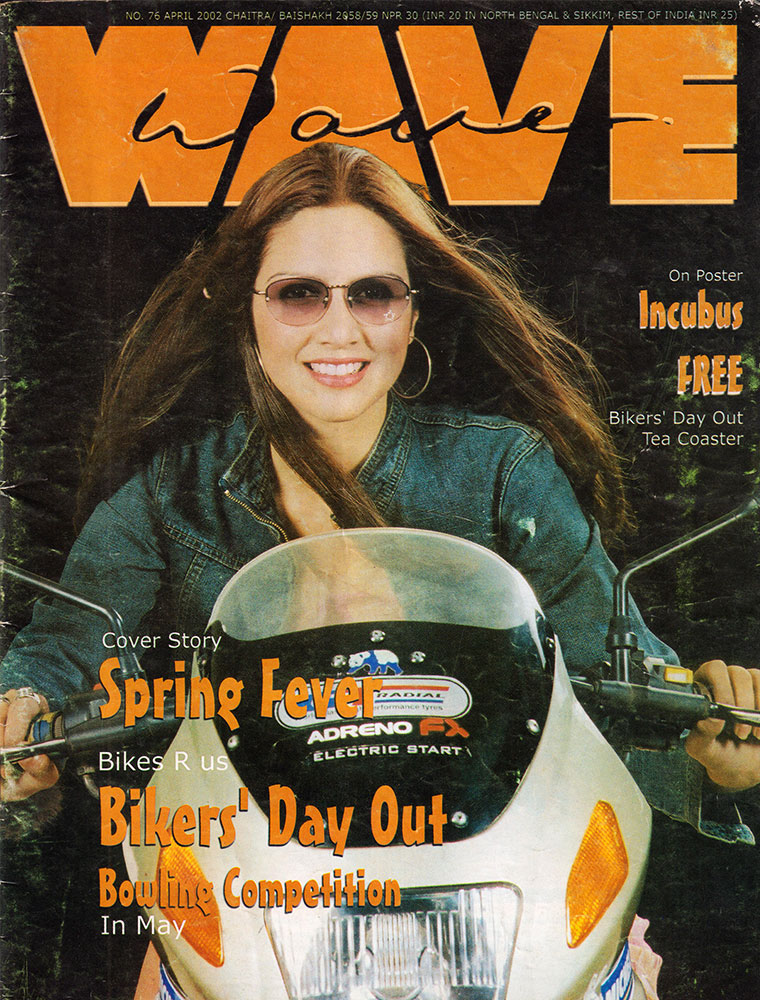 NO. 76 APRIL 2002 CHAITRA/ BAISHAKH 2058/59 NPR 30 (INR 20 IN NORTH BENGAL & SIKKIM, REST OF INDIA INR 25)
WAVE
Wave
On Poster
Incubus
FREE
Bikers' Day Out
Tea Coaster
Cover Story
Spring Fever
RADIAL
performance tyres
ADRENO FX
ELECTRIC START
Bikes R us
Bikers' Day Out
Bowling Competition
In May